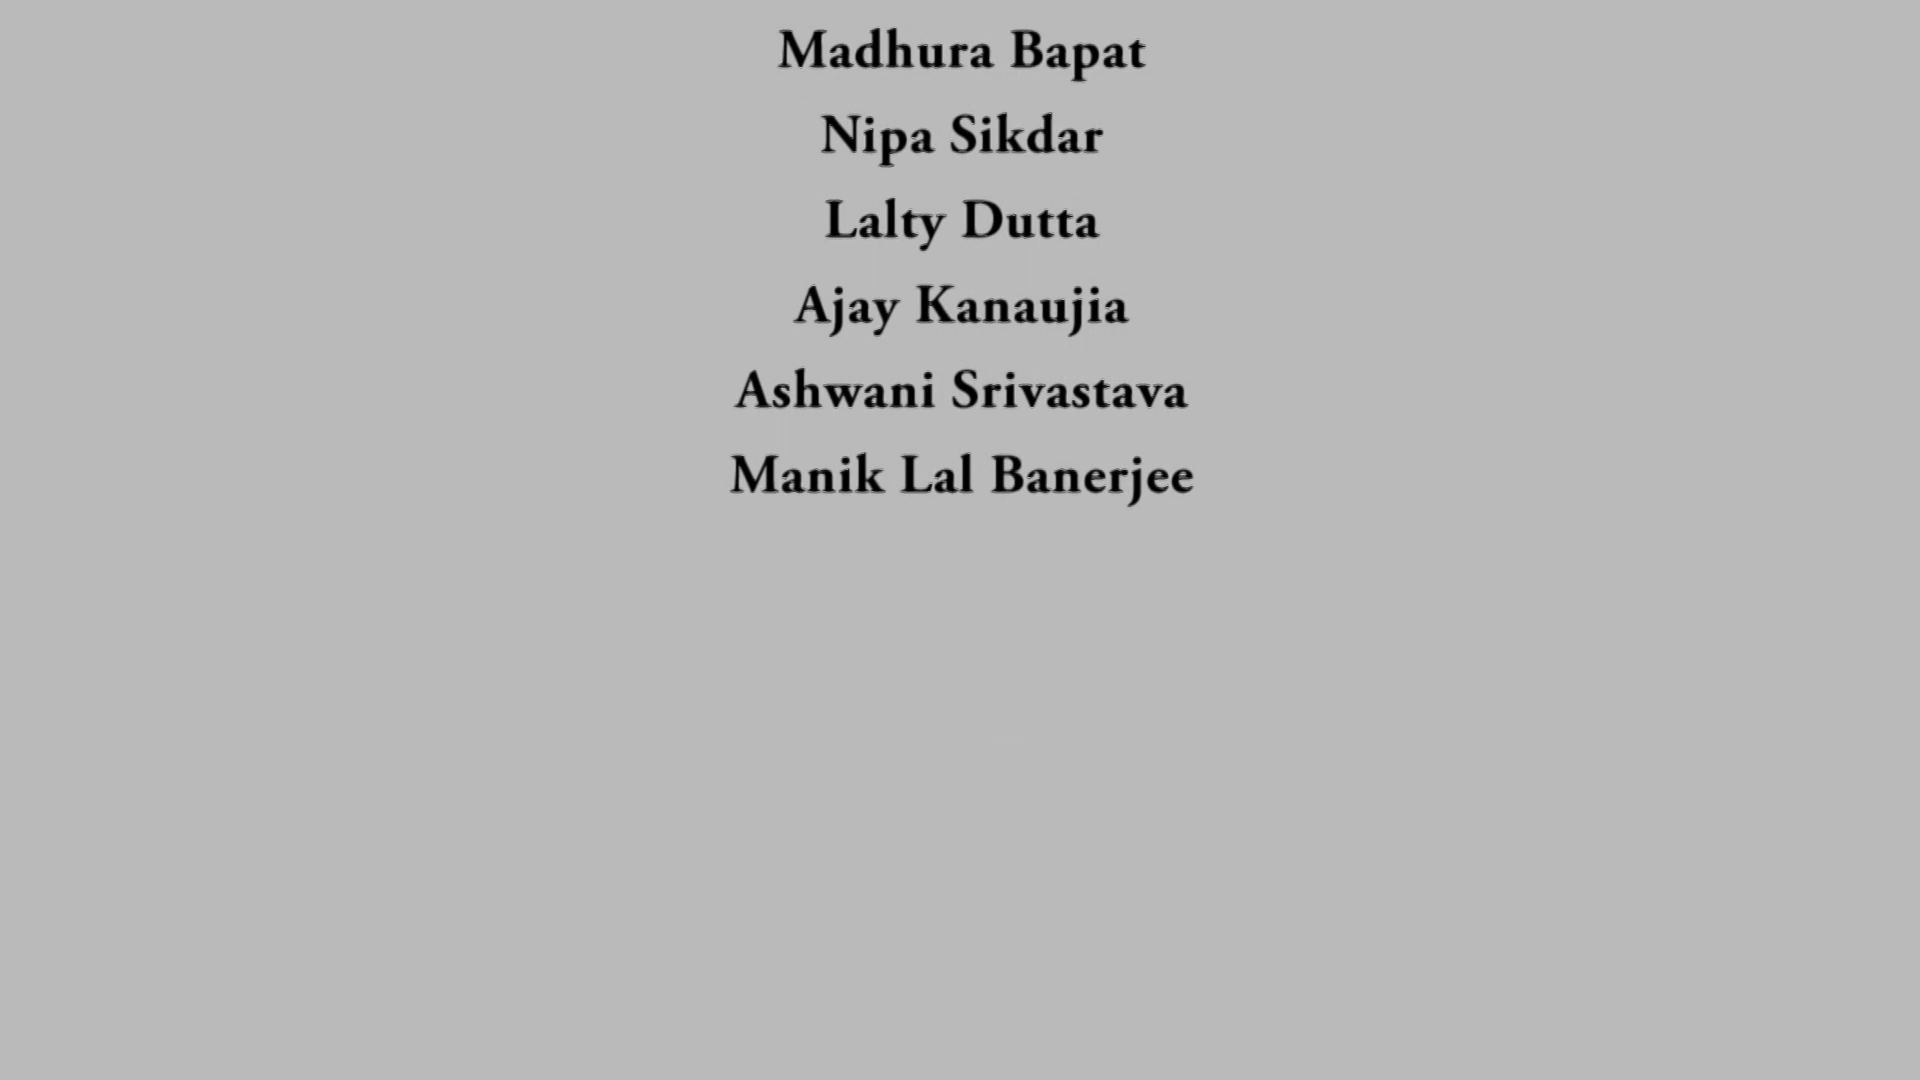 Madhura Bapat
Nipa Sikdar
Lalty Dutta
Ajay Kanaujia
Ashwani Srivastava
Manik Lal Banerjee